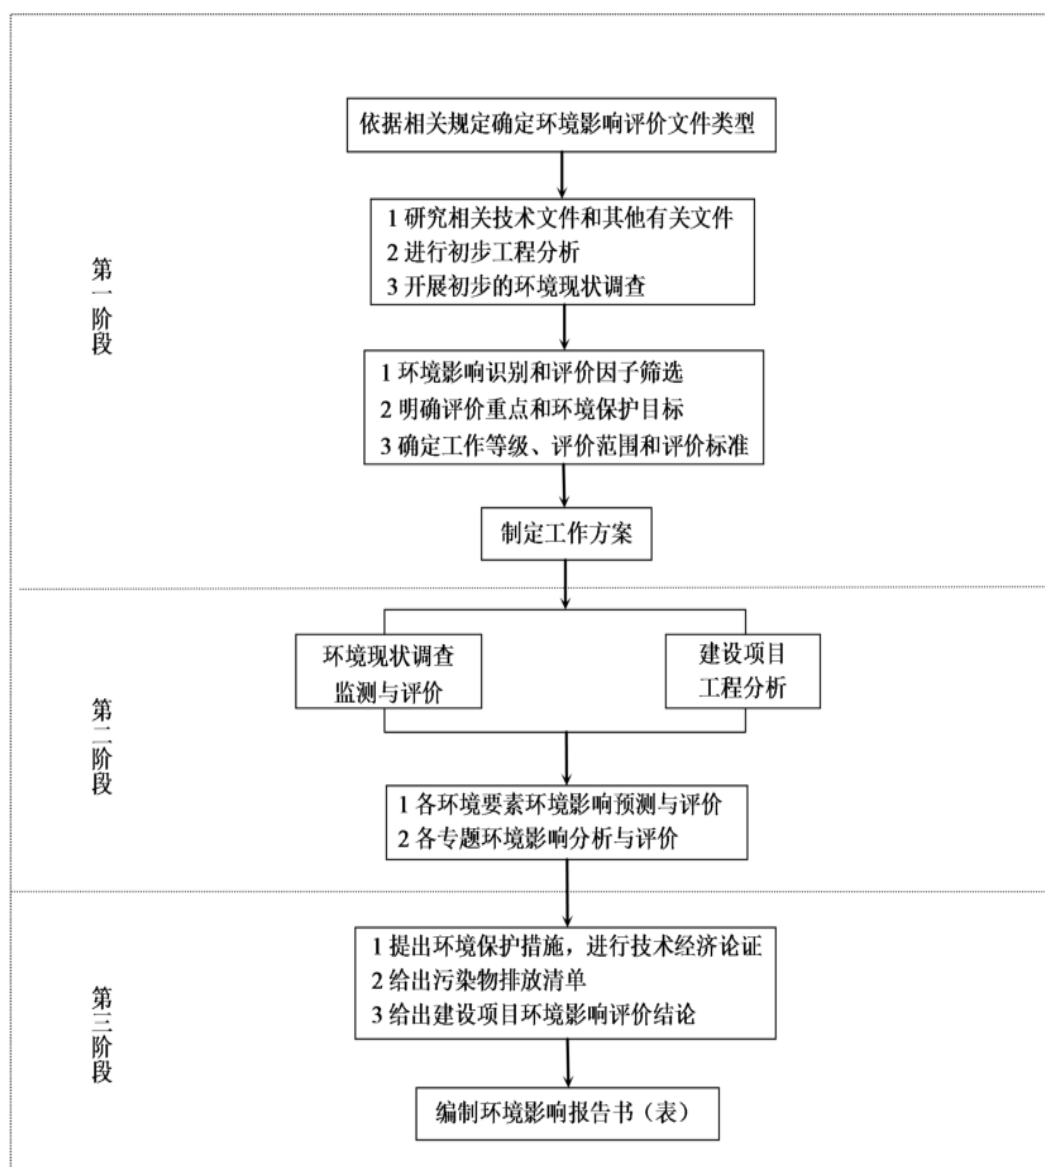 依据相关规定确定环境影响评价文件类型
1 研究相关技术文件和其他有关文件
2 进行初步工程分析
3 开展初步的环境现状调查
第一阶段
1 环境影响识别和评价因子筛选
2 明确评价重点和环境保护目标
3 确定工作等级、评价范围和评价标准
制定工作方案
环境现状调查
监测与评价
建设项目
工程分析
第二阶段
1 各环境要素环境影响预测与评价
2 各专题环境影响分析与评价
1 提出环境保护措施，进行技术经济论证
2 给出污染物排放清单
3 给出建设项目环境影响评价结论
第三阶段
编制环境影响报告书（表）